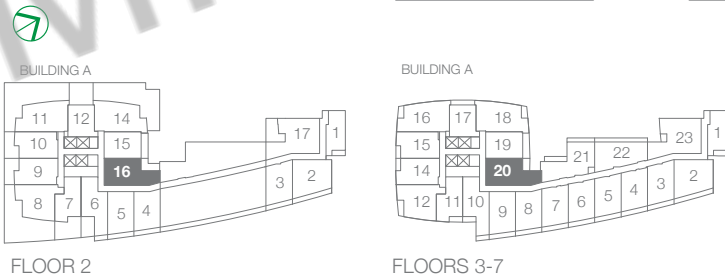 BUILDING A
11 12 14
10 15 17 1
9 16
8 7 6 5 4 3 2
FLOOR 2
BUILDING A
16 17 18
15 19 21 22 23 1
14 20
12 11 10 9 8 7 6 5 4 3 2
FLOORS 3-7